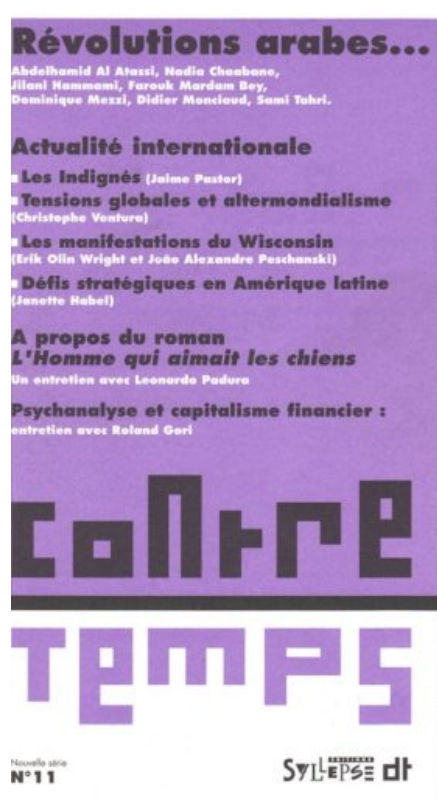 Révolutions arabes...
Abdelhamid Al Atassi, Nadia Chaabane,
Jilani Hammami, Farouk Mardam Bey,
Dominique Mezzi, Didier Monciaud, Sami Tahri.
Actualité internationale
Les Indignés (Jaime Pastor)
Tensions globales et altermondialisme
(Christophe Ventura)
Les manifestations du Wisconsin
(Erik Olin Wright et João Alexandre Peschanski)
Défis stratégiques en Amérique latine
(Janette Habel)
A propos du roman
L'Homme qui aimait les chiens
Un entretien avec Leonardo Padura
Psychanalyse et capitalisme financier :
entretien avec Roland Gori
Contre
Temps
Nouvelle série
N°11
EDITIONS
SYLLEPSE dt